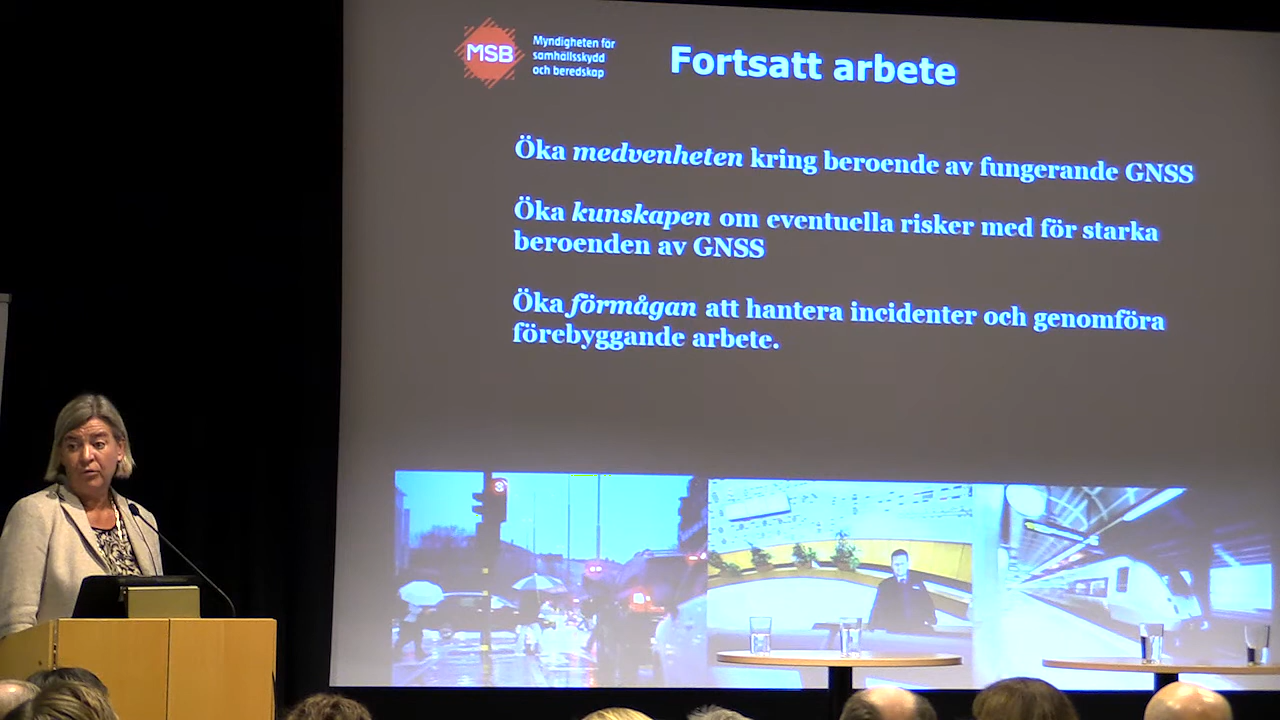 MSB
Myndigheten för
samhällsskydd
och beredskap
Fortsatt arbete
Öka medvenheten kring beroende av fungerande GNSS
Öka kunskapen om eventuella risker med för starka
beroenden av GNSS
Öka förmågan att hantera incidenter och genomföra
förebyggande arbete.